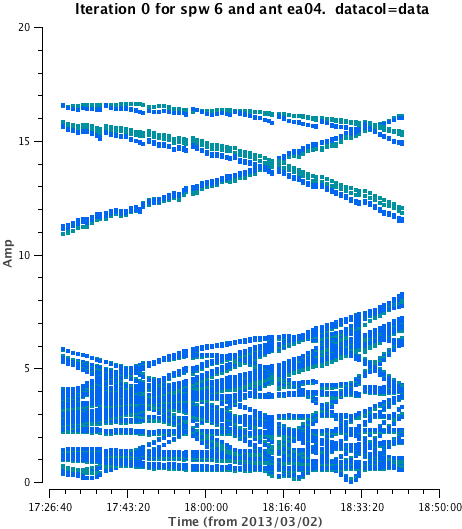 Iteration 0 for spw 6 and ant ea04.  datacol=data
20
15
10
5
0
Amp
17:26:40 17:43:20 18:00:00 18:16:40 18:33:20 18:50:00
Time (from 2013/03/02)